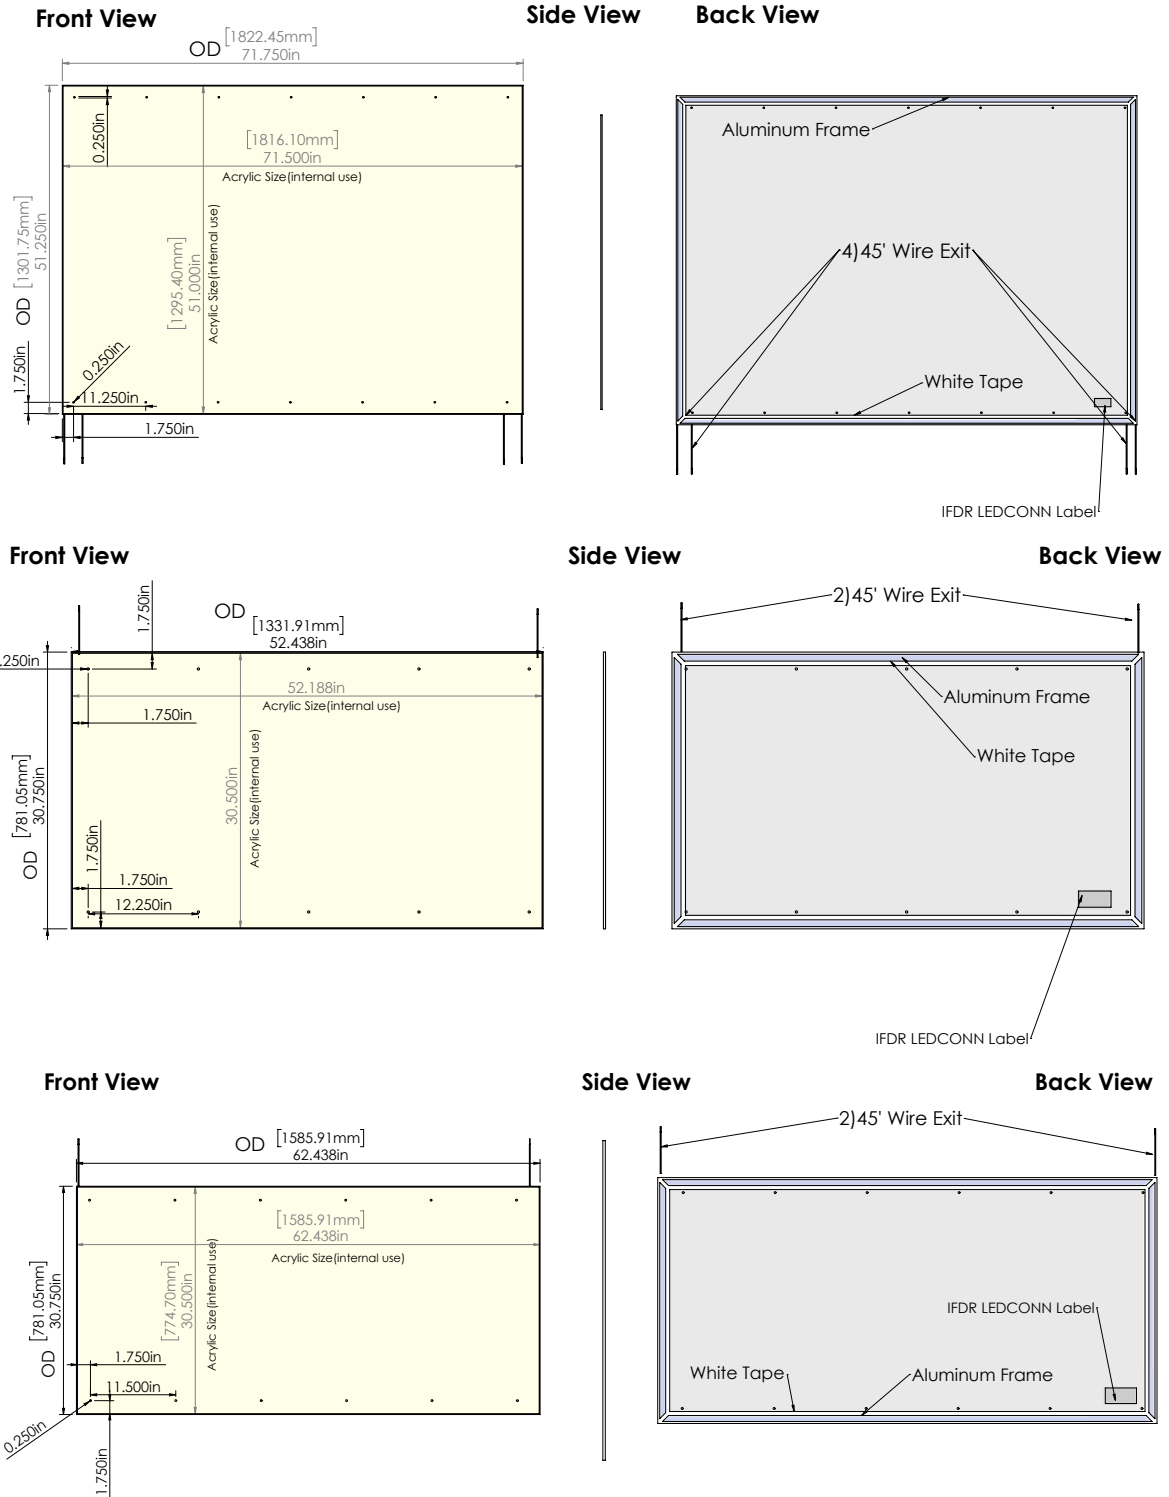 Front View
Side View
Back View
OD
[1822.45mm]
71.750in
0.250in
[1816.10mm]
71.500in
Acrylic Size(internal use)
OD
[1301.75mm]
51.250in
[1295.40mm]
51.000in
Acrylic Size(internal use)
1.750in
0.250in
11.250in
1.750in
Aluminum Frame
4)45' Wire Exit
White Tape
IFDR LEDCONN Label
Front View
Side View
Back View
1.750in
OD
[1331.91mm]
52.438in
.250in
52.188in
Acrylic Size(internal use)
1.750in
OD
[781.05mm]
30.750in
30.500in
Acrylic Size(internal use)
1.750in
1.750in
12.250in
2)45' Wire Exit
Aluminum Frame
White Tape
IFDR LEDCONN Label
Front View
Side View
Back View
OD
[1585.91mm]
62.438in
[1585.91mm]
62.438in
Acrylic Size(internal use)
OD
[781.05mm]
30.750in
[774.70mm]
30.500in
Acrylic Size(internal use)
1.750in
11.500in
0.250in
1.750in
2)45' Wire Exit
IFDR LEDCONN Label
White Tape
Aluminum Frame